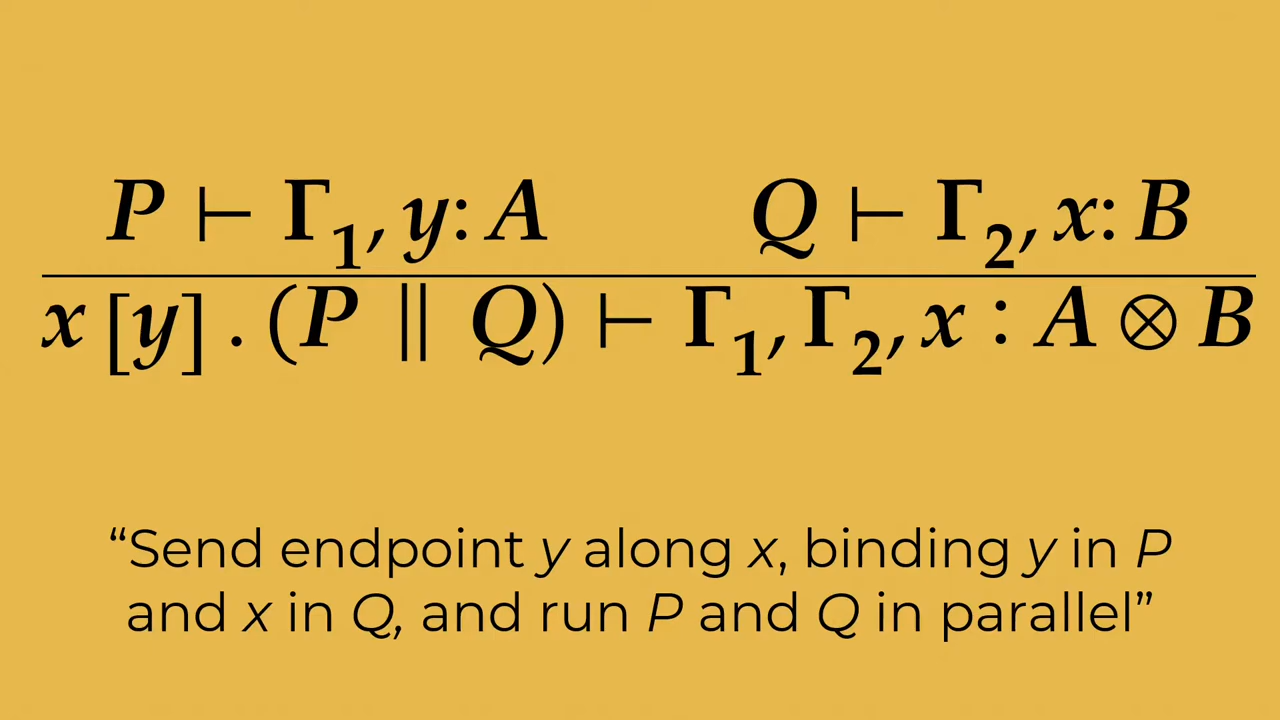 P ⊢ Γ₁, y: A Q ⊢ Γ₂, x: B
x [y] . (P ∥ Q) ⊢ Γ₁, Γ₂, x : A ⊗ B
“Send endpoint y along x, binding y in P
and x in Q, and run P and Q in parallel”